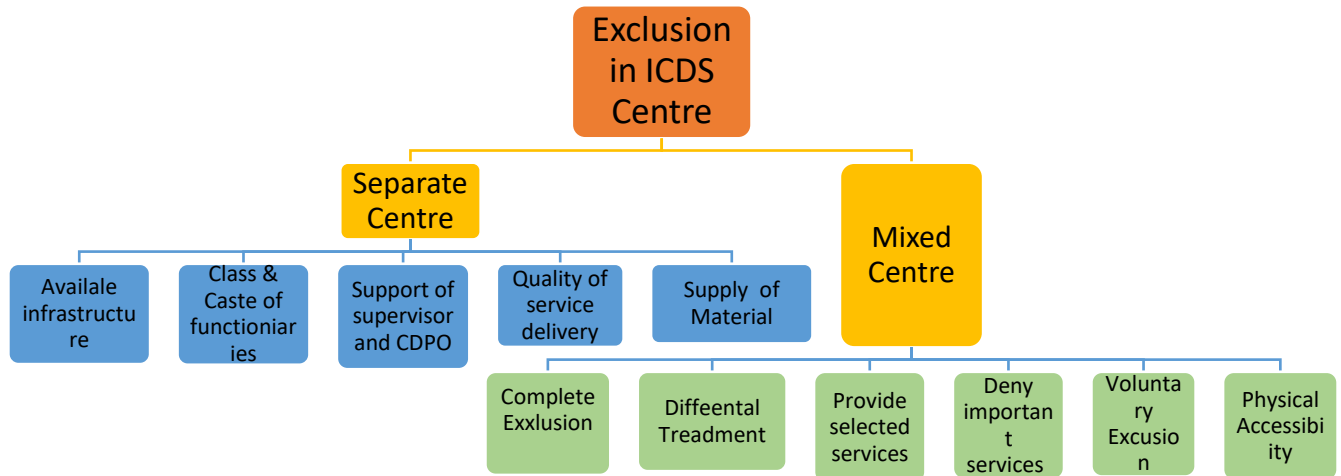 Exclusion
in ICDS
Centre
Separate
Centre
Mixed
Centre
Availale
infrastructu
re
Class &
Caste of
functioniar
ies
Support of
supervisor
and CDPO
Quality of
service
delivery
Supply of
Material
Complete
Exxlusion
Diffeental
Treadment
Provide
selected
services
Deny
importan
t
services
Volunta
ry
Excusio
n
Physical
Accessibi
ty